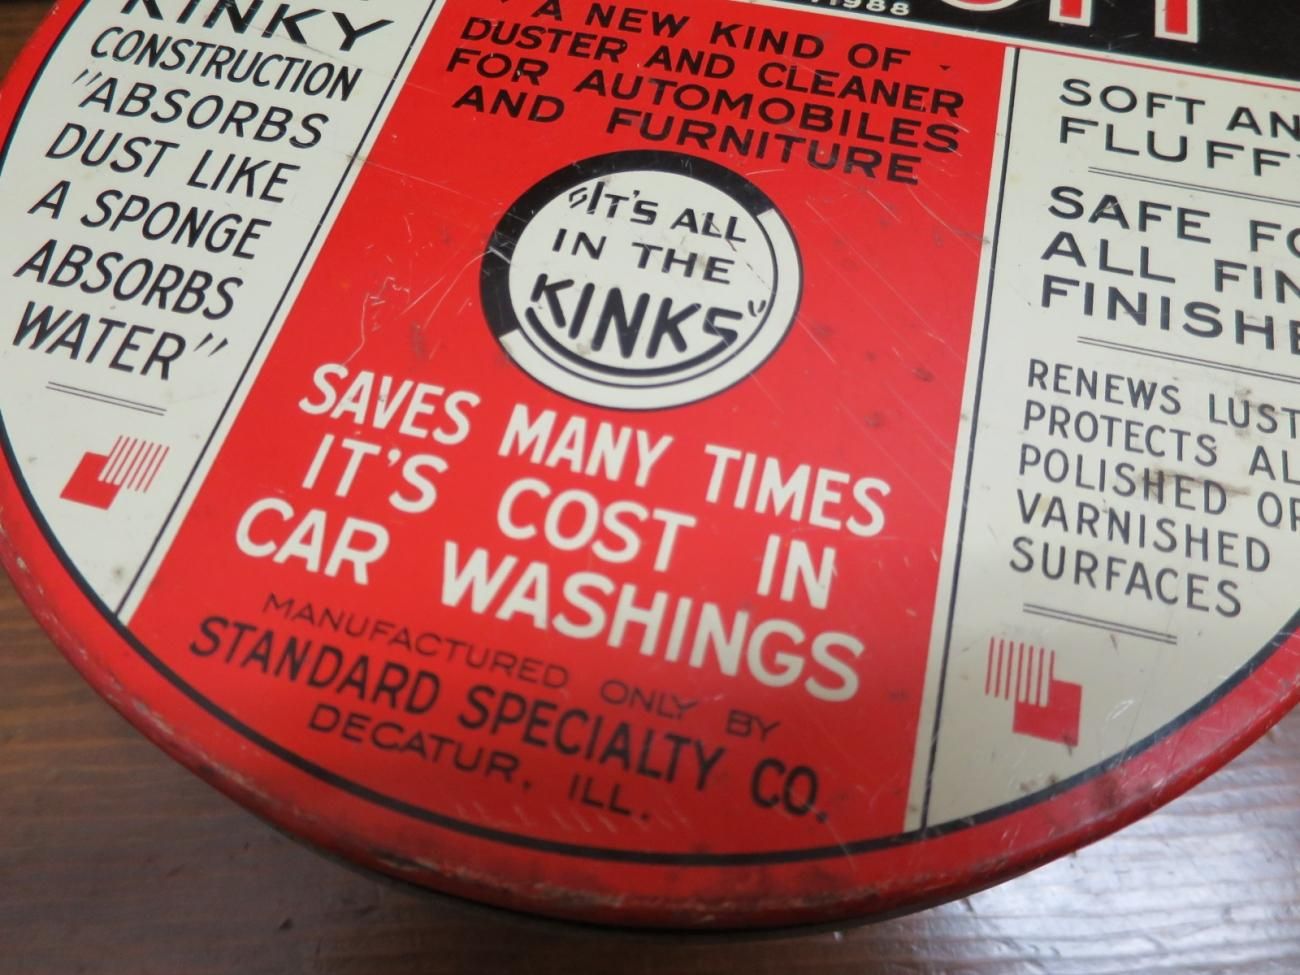 KINKY
CONSTRUCTION
"ABSORBS
DUST LIKE
A SPONGE
ABSORBS
WATER"
1988
A NEW KIND OF
DUSTER AND CLEANER
FOR AUTOMOBILES
AND FURNITURE
"IT'S ALL
IN THE
KINKS"
SAVES MANY TIMES
IT'S COST IN
CAR WASHINGS
MANUFACTURED ONLY BY
STANDARD SPECIALTY CO.
DECATUR, ILL.
SOFT AN
FLUFF
SAFE FO
ALL FIN
FINISHE
RENEWS LUST
PROTECTS AL
POLISHED OR
VARNISHED
SURFACES